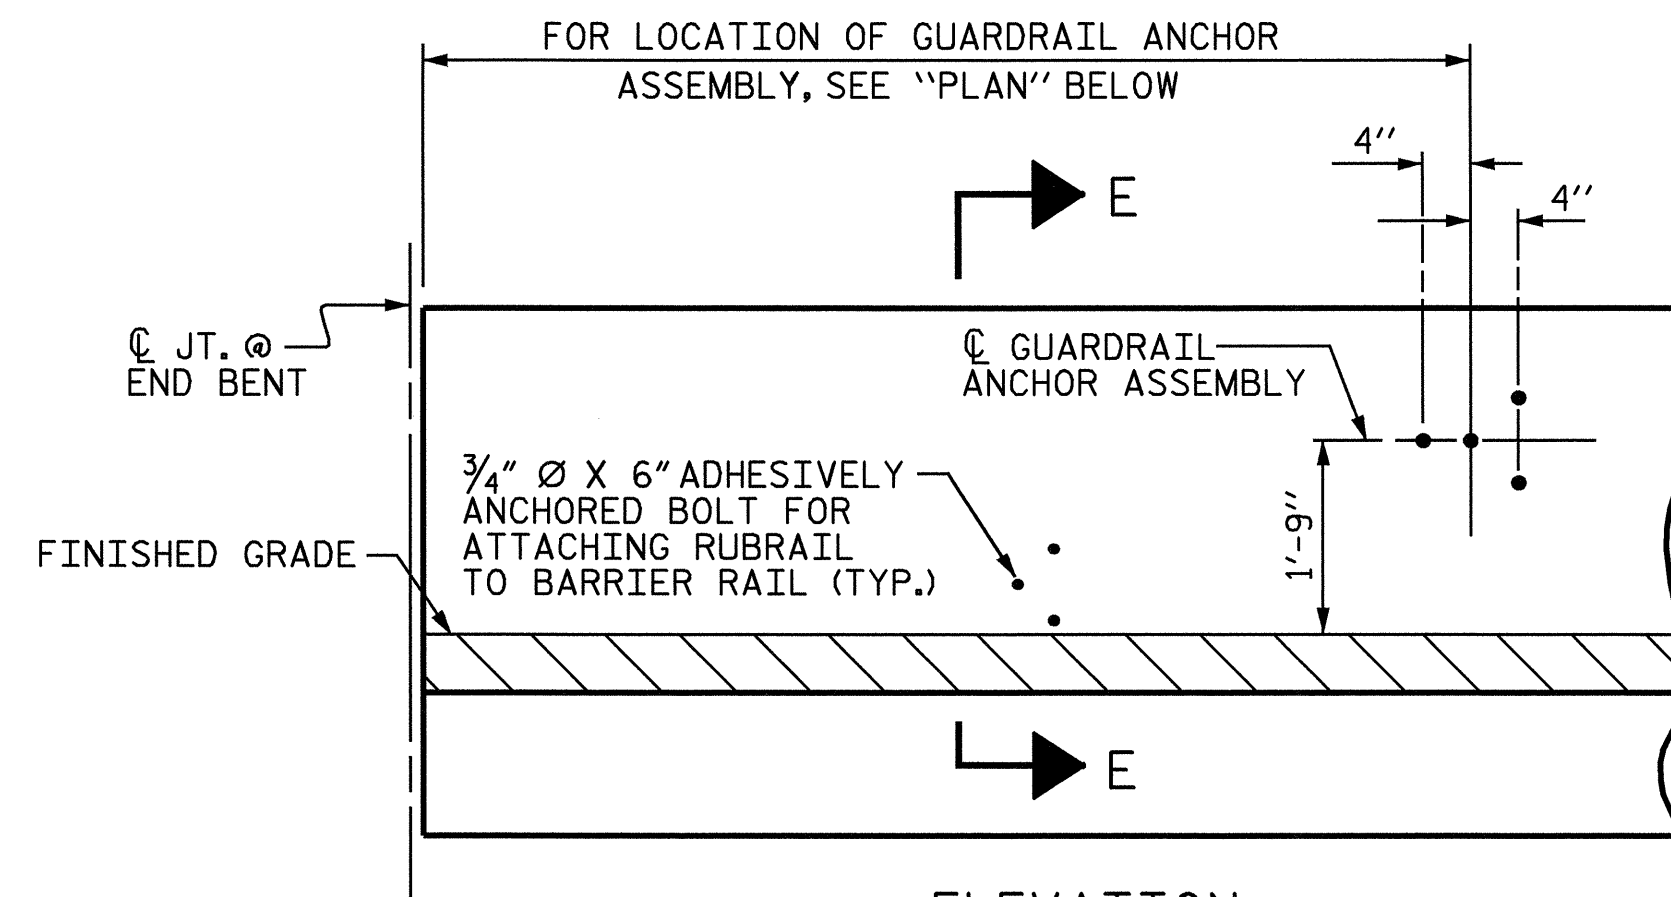 FOR LOCATION OF GUARDRAIL ANCHOR
ASSEMBLY, SEE "PLAN" BELOW
4"
4"
E
℄ JT. @
END BENT
℄ GUARDRAIL
ANCHOR ASSEMBLY
3/4" Ø X 6" ADHESIVELY
ANCHORED BOLT FOR
ATTACHING RUBRAIL
TO BARRIER RAIL (TYP.)
FINISHED GRADE
1'-9"
E
ELEVATION